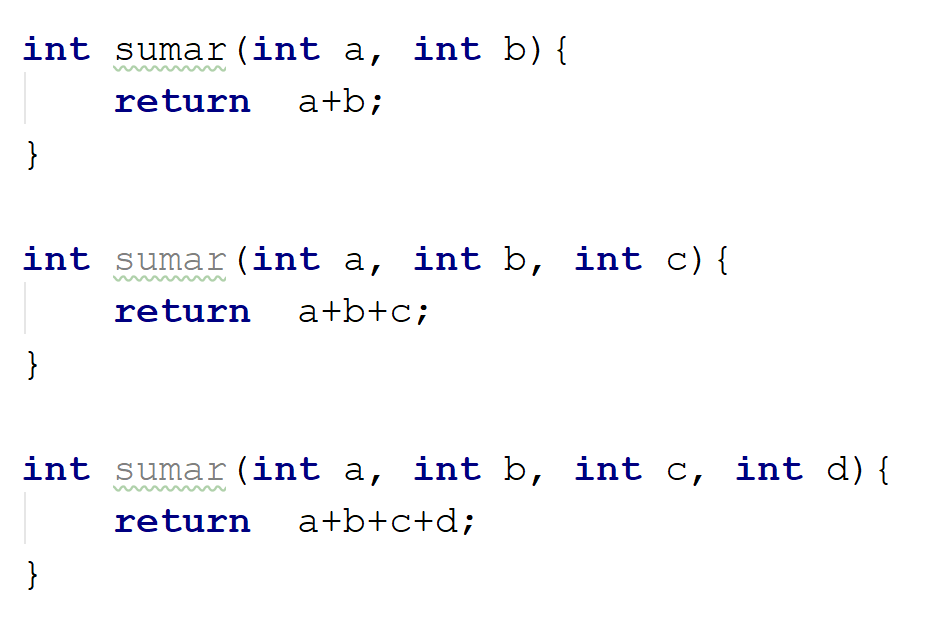 int sumar(int a, int b){
    return  a+b;
}

int sumar(int a, int b, int c){
    return  a+b+c;
}

int sumar(int a, int b, int c, int d){
    return  a+b+c+d;
}